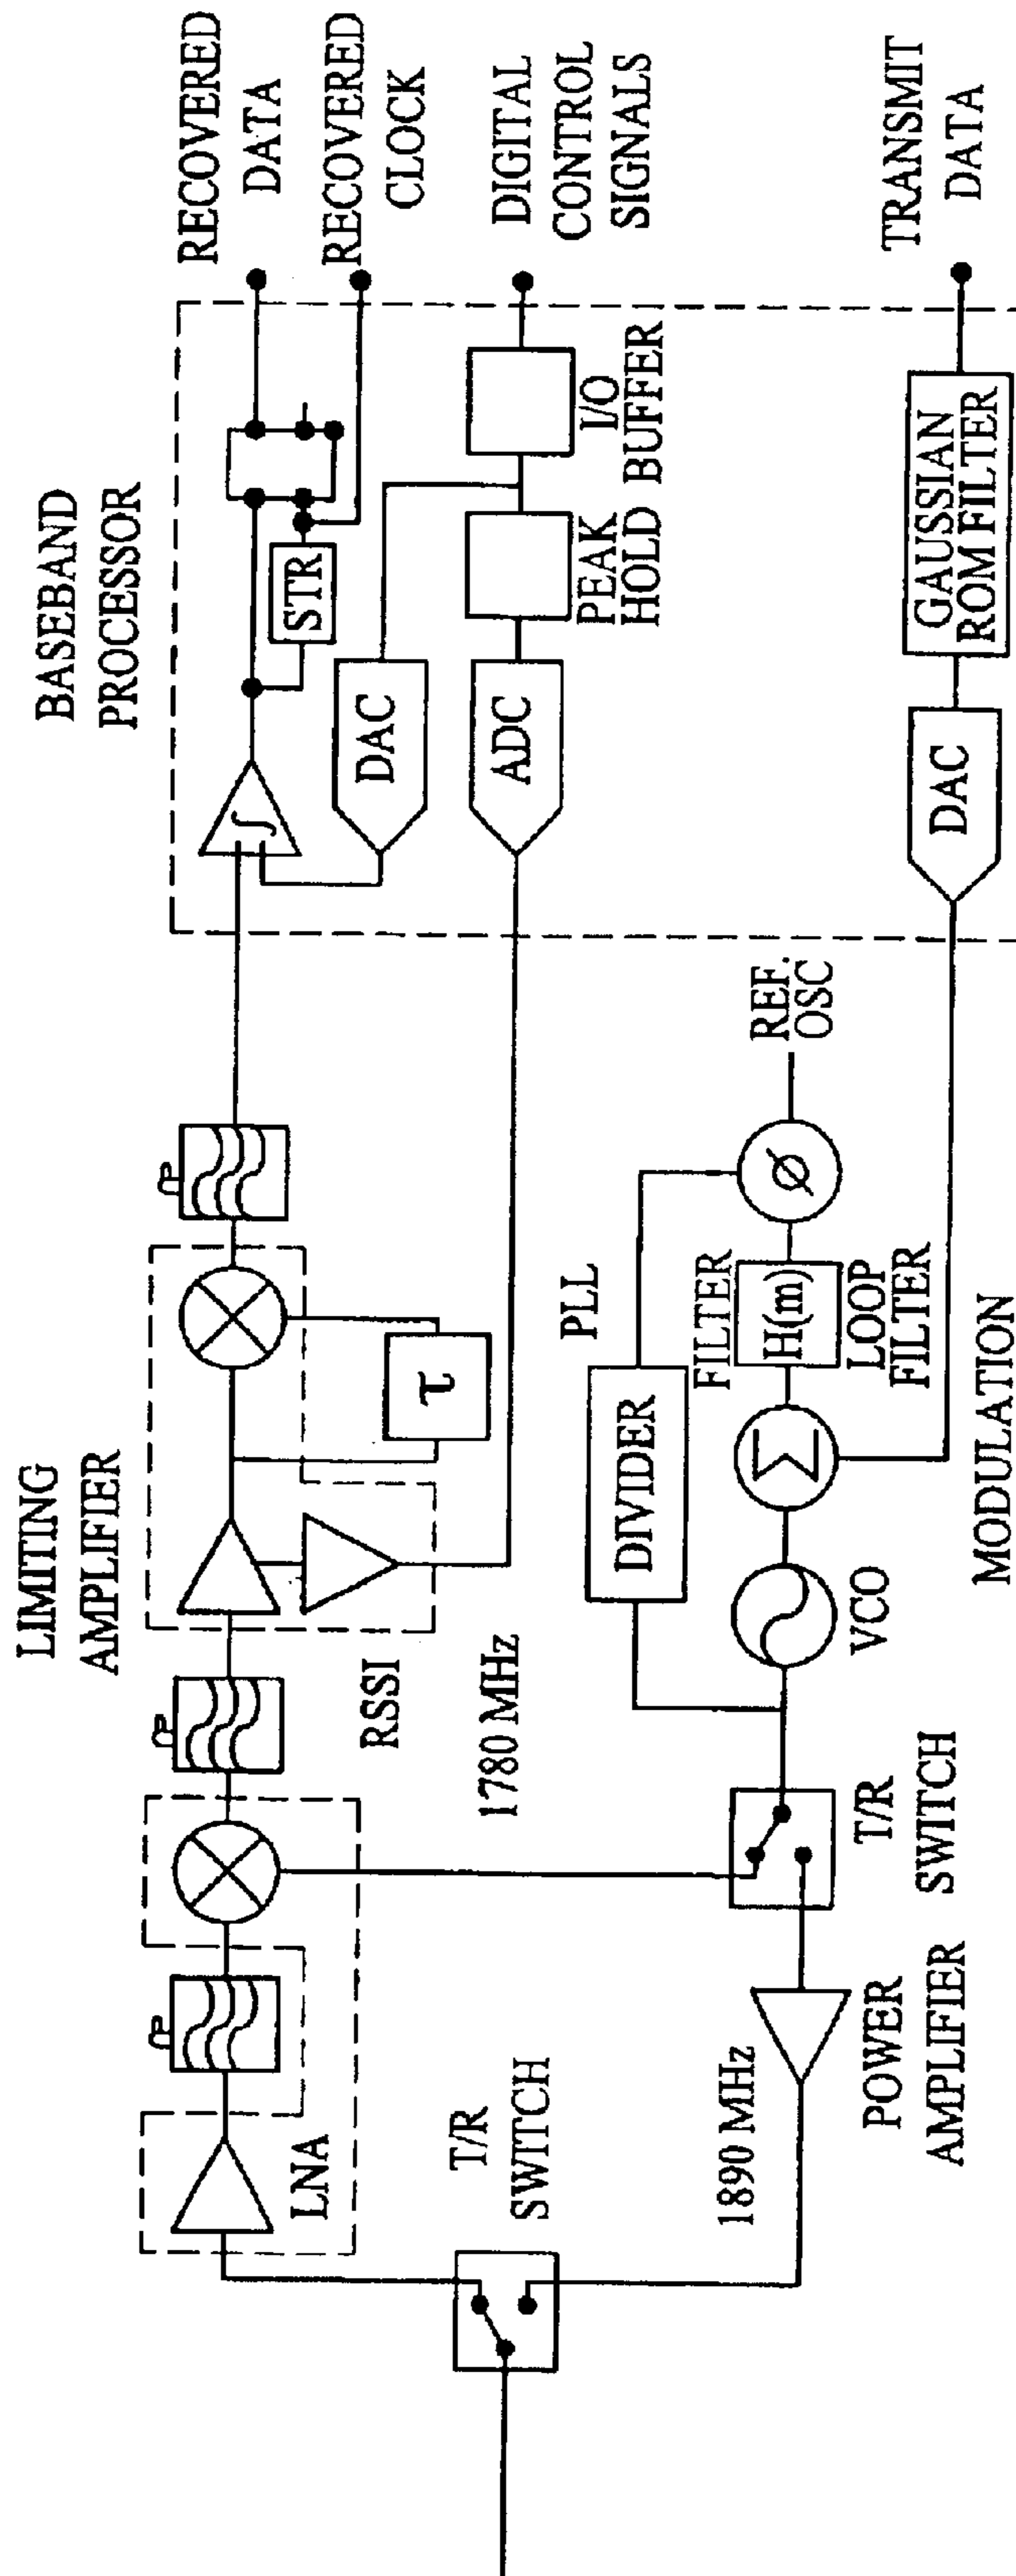 LIMITING
AMPLIFIER
BASEBAND
PROCESSOR
RECOVERED
DATA
RECOVERED
CLOCK
DIGITAL
CONTROL
SIGNALS
TRANSMIT
DATA
LNA
RSSI
τ
∫
STR
DAC
ADC
PEAK
HOLD
I/O
BUFFER
GAUSSIAN
ROM FILTER
DAC
T/R
SWITCH
1780 MHz
PLL
DIVIDER
FILTER
H(m)
LOOP
FILTER
Ø
REF.
OSC
Σ
VCO
MODULATION
T/R
SWITCH
1890 MHz
POWER
AMPLIFIER